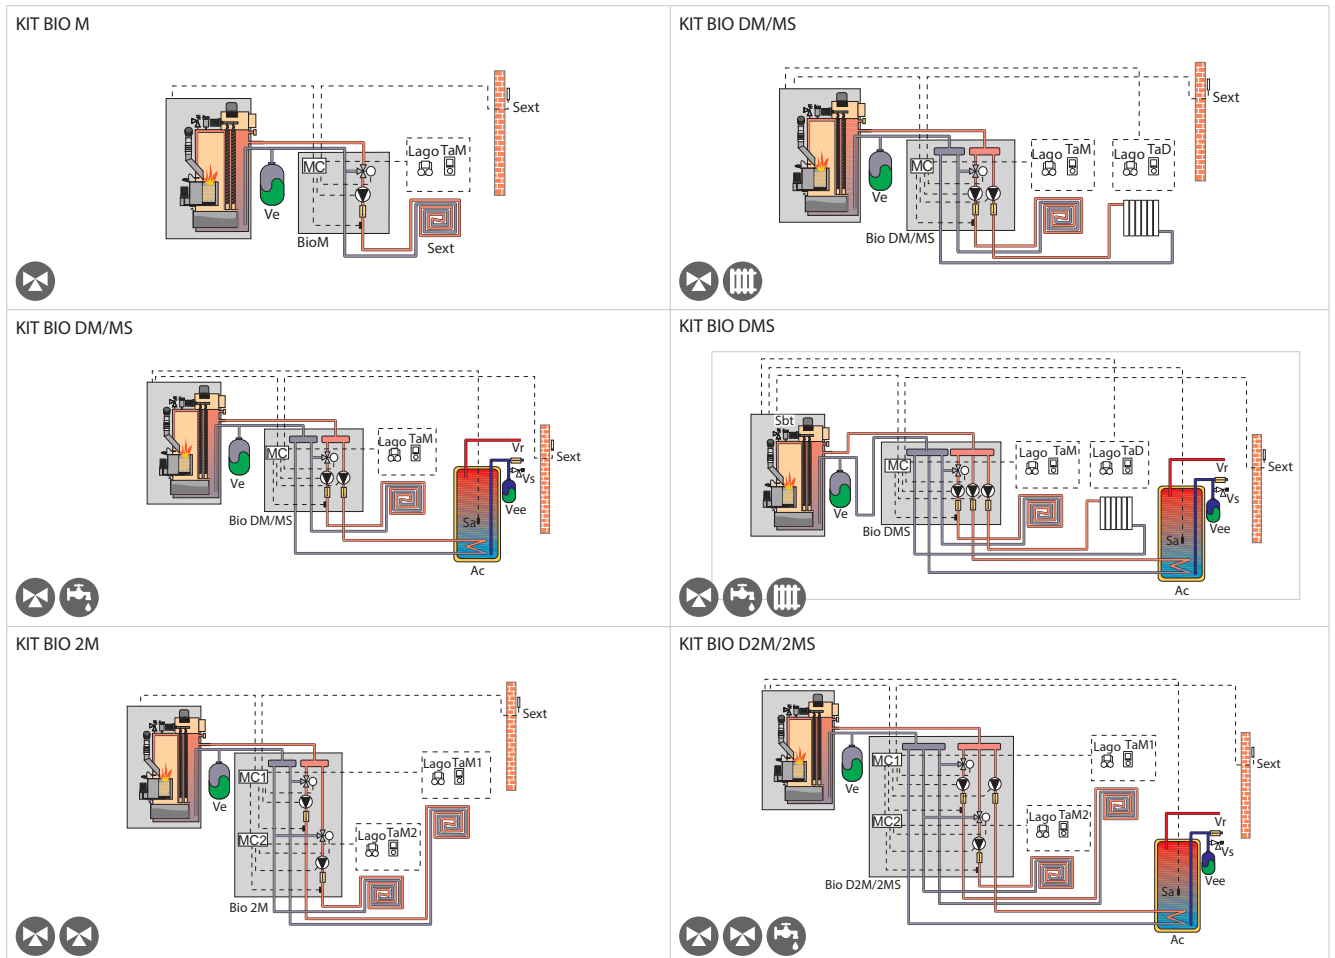 KIT BIO M
Sext
Lago TaM
MC
Ve
BioM
Sext
KIT BIO DM/MS
Sext
Lago TaM
Lago TaD
MC
Ve
Bio DM/MS
KIT BIO DM/MS
Lago TaM
Vr
Sext
MC
Ve
Vs
Vee
Bio DM/MS
Sa
Ac
KIT BIO DMS
Sbt
Lago TaM
Lago TaD
Vr
Sext
MC
Vs
Ve
Vee
Bio DMS
Sa
Ac
KIT BIO 2M
Sext
Lago TaM1
MC1
Ve
MC2
Lago TaM2
Bio 2M
KIT BIO D2M/2MS
Lago TaM1
Sext
MC1
Ve
MC2
Lago TaM2
Vr
Vs
Vee
Bio D2M/2MS
Sa
Ac